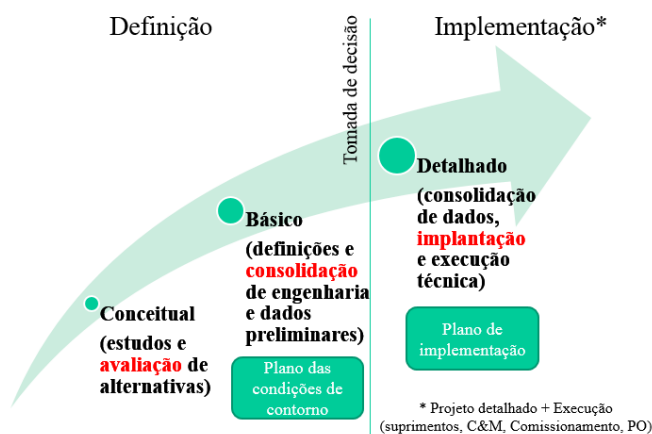 Definição
Implementação*
Tomada de decisão
Detalhado
(consolidação
de dados,
implantação
e execução
técnica)
Básico
(definições e
consolidação
de engenharia
e dados
preliminares)
Conceitual
(estudos e
avaliação de
alternativas)
Plano das
condições de
contorno
Plano de
implementação
* Projeto detalhado + Execução
(suprimentos, C&M, Comissionamento, PO)